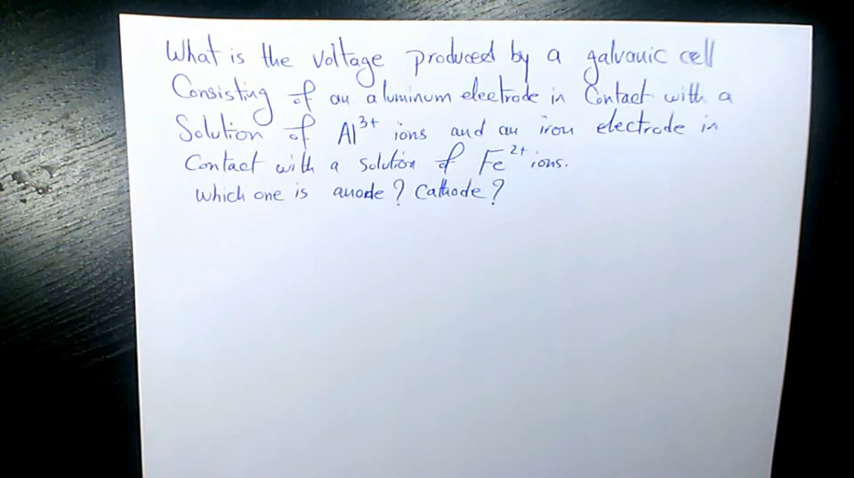 What is the voltage produced by a galvanic cell
Consisting of an aluminum electrode in Contact with a
Solution of Al³⁺ ions and an iron electrode in
Contact with a solution of Fe²⁺ ions.
Which one is anode? Cathode?